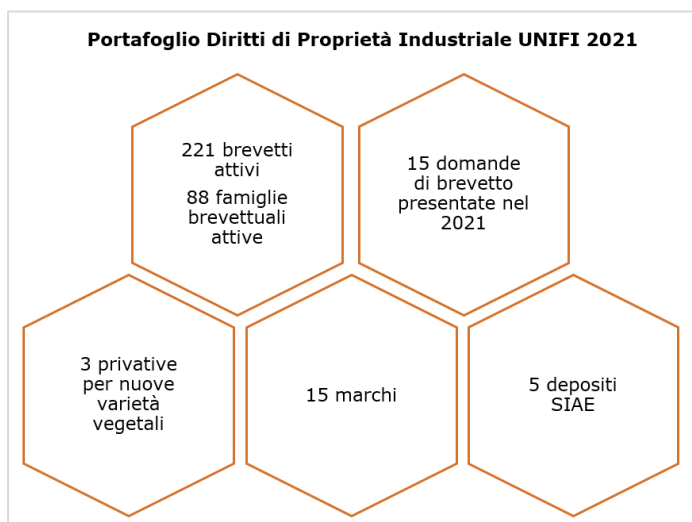 Portafoglio Diritti di Proprietà Industriale UNIFI 2021
221 brevetti
attivi
88 famiglie
brevettuali
attive
15 domande
di brevetto
presentate nel
2021
3 privative
per nuove
varietà
vegetali
15 marchi
5 depositi
SIAE